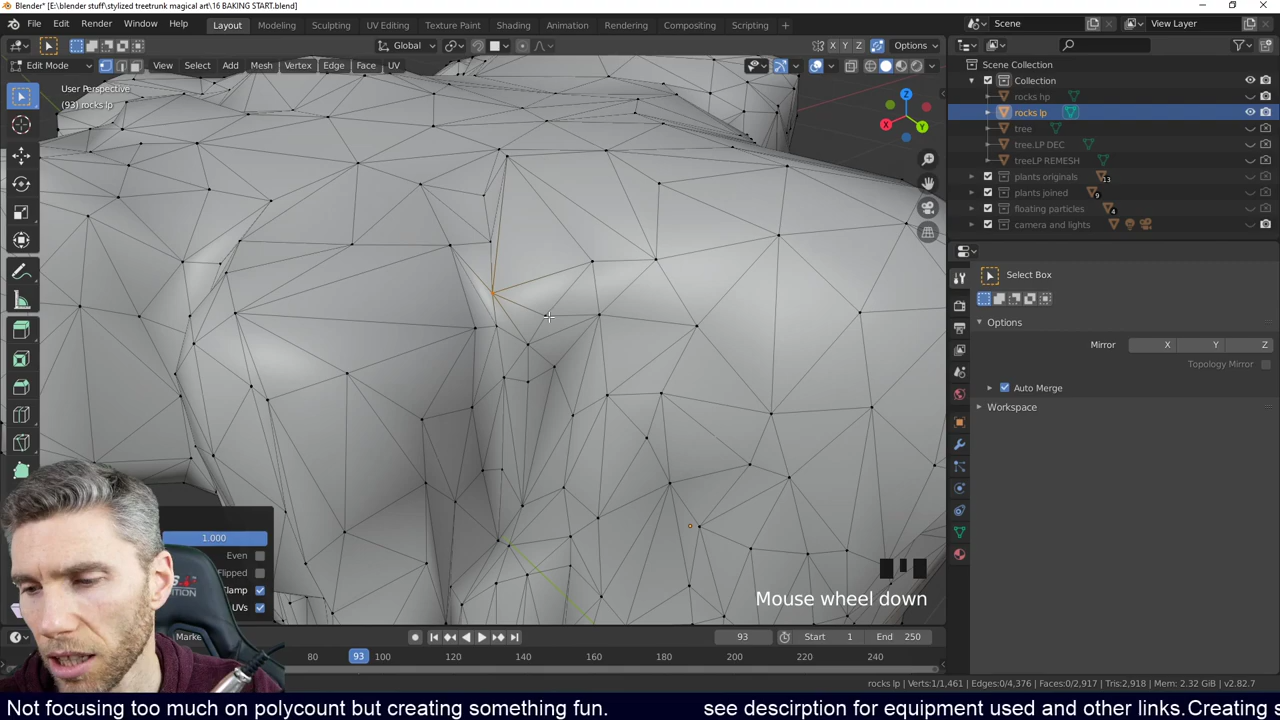 Blender* [E:\blender stuff\stylized treetrunk magical art\16 BAKING START.blend]
File Edit Render Window Help Layout Modeling Sculpting UV Editing Texture Paint Shading Animation Rendering Compositing Scripting + Scene View Layer
Global X Y Z Options
Edit Mode View Select Add Mesh Vertex Edge Face UV
User Perspective
(93) rocks lp
Z
X Y
Scene Collection
Collection
rocks hp
rocks lp
tree
tree.LP DEC
treeLP REMESH
plants originals 13
plants joined 9
floating particles 4
camera and lights
Select Box
Options
Mirror X Y Z
Topology Mirror
Auto Merge
Workspace
1.000
Even
Flipped
Clamp
UVs
Mouse wheel down
Marke 93 Start 1 End 250
80 93 100 120 140 160 180 200 220 240
rocks lp | Verts:1/1,461 | Edges:0/4,376 | Faces:0/2,917 | Tris:2,918 | Mem: 2.32 GiB | v2.82.7
Not focusing too much on polycount but creating something fun. see descirption for equipment used and other links.Creating s